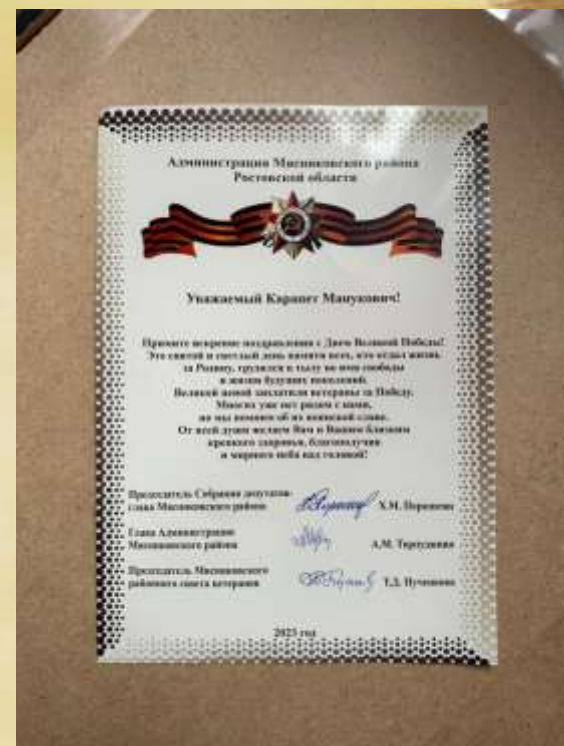 Администрация Мясниковского района
Ростовской области
Уважаемый Карапет Манукович!
Примите искренние поздравления с Днем Великой Победы!
Это святой и светлый день памяти всех, кто отдал жизнь
за Родину, трудился в тылу во имя свободы
и жизни будущих поколений.
Великой ценой заплатили ветераны за Победу.
Многих уже нет рядом с нами,
но мы помним об их воинской славе.
От всей души желаем Вам и Вашим близким
крепкого здоровья, благополучия
и мирного неба над головой!
Председатель Собрания депутатов-
глава Мясниковского района Х.М.
Глава Администрации
Мясниковского района А.М. Торпуджиян
Председатель Мясниковского
районного совета ветеранов Т.Д.
2023 год